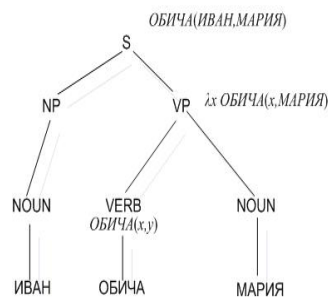 ОБИЧА(ИВАН,МАРИЯ)
S
NP
VP
λx ОБИЧА(x,МАРИЯ)
NOUN
VERB
NOUN
ОБИЧА(x,y)
ИВАН
ОБИЧА
МАРИЯ